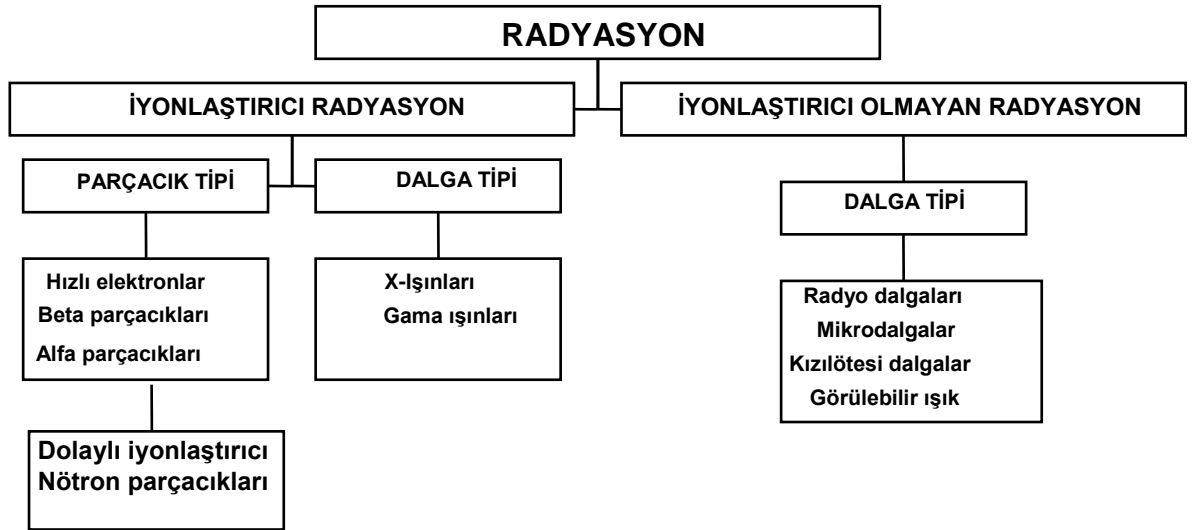 RADYASYON
İYONLAŞTIRICI RADYASYON
İYONLAŞTIRICI OLMAYAN RADYASYON
PARÇACIK TİPİ
DALGA TİPİ
DALGA TİPİ
Hızlı elektronlar
Beta parçacıkları
Alfa parçacıkları
X-Işınları
Gama ışınları
Radyo dalgaları
Mikrodalgalar
Kızılötesi dalgalar
Görülebilir ışık
Dolaylı iyonlaştırıcı
Nötron parçacıkları